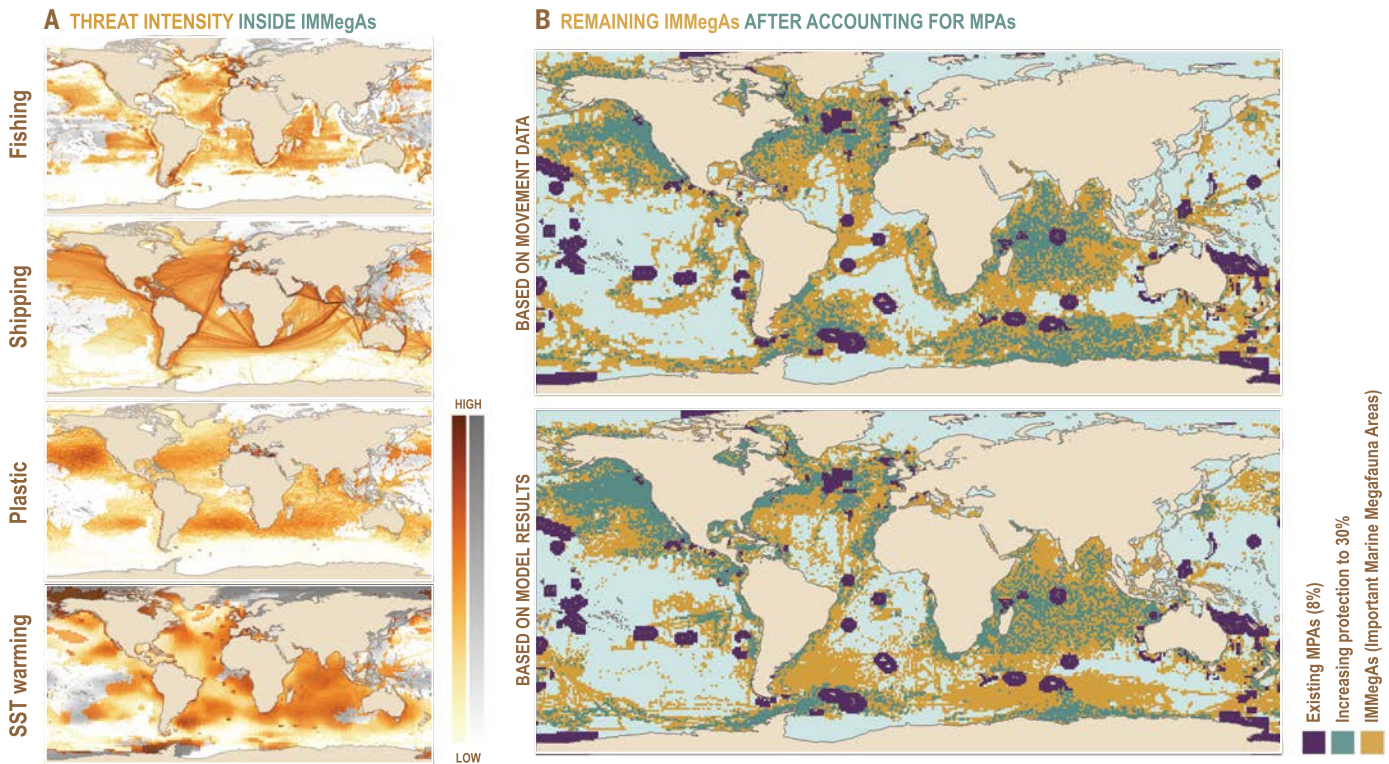 A THREAT INTENSITY INSIDE IMMegAs
Fishing
Shipping
Plastic
SST warming
HIGH
LOW
B REMAINING IMMegAs AFTER ACCOUNTING FOR MPAs
BASED ON MOVEMENT DATA
BASED ON MODEL RESULTS
Existing MPAs (8%)
Increasing protection to 30%
IMMegAs (Important Marine Megafauna Areas)